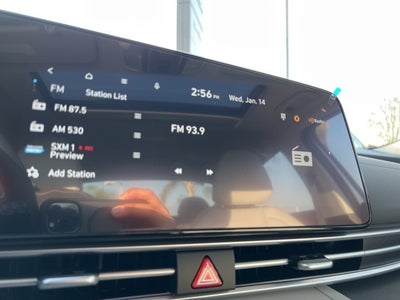 2:56 PM Wed, Jan. 14
FM Station List
FM 87.5
AM 530
FM 93.9
SXM 1
Preview
Add Station